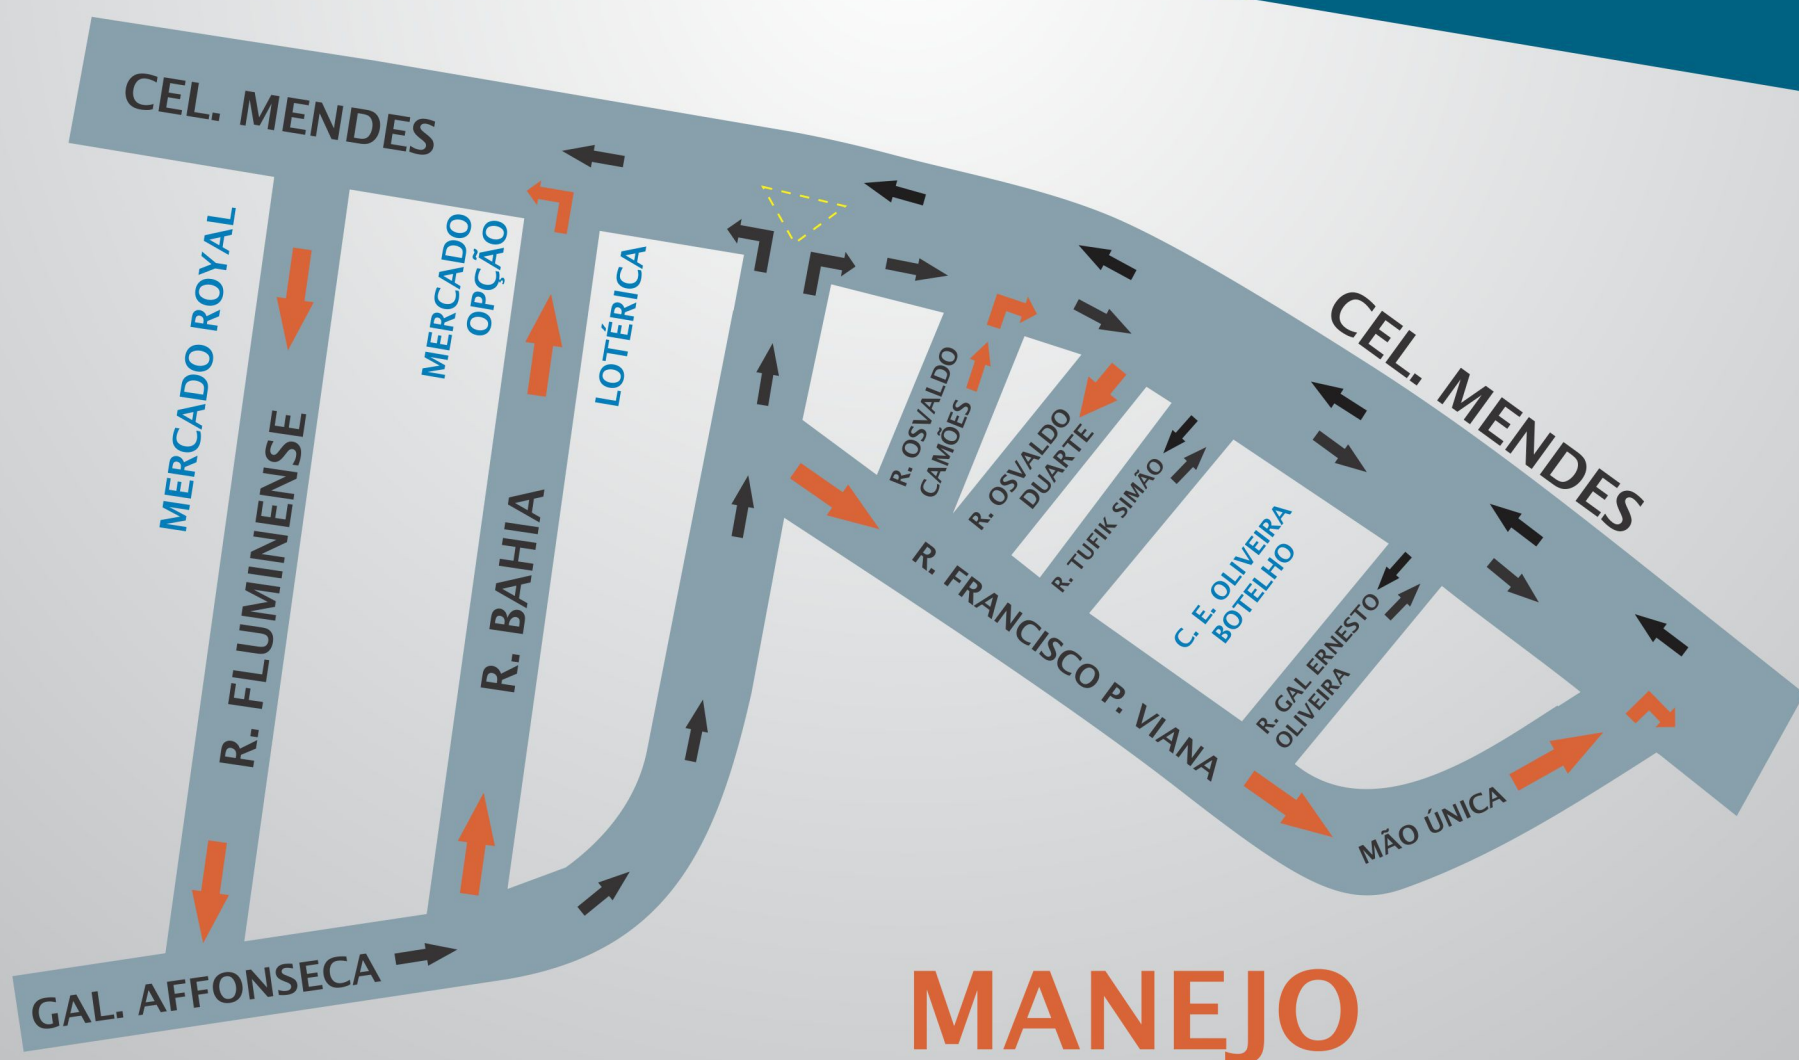 CEL. MENDES
MERCADO ROYAL
R. FLUMINENSE
MERCADO
OPÇÃO
R. BAHIA
LOTÉRICA
GAL. AFFONSECA
R. OSVALDO
CAMÕES
R. OSVALDO
DUARTE
R. TUFIK SIMÃO
C. E. OLIVEIRA
BOTELHO
R. GAL ERNESTO
OLIVEIRA
CEL. MENDES
R. FRANCISCO P. VIANA
MÃO ÚNICA
MANEJO